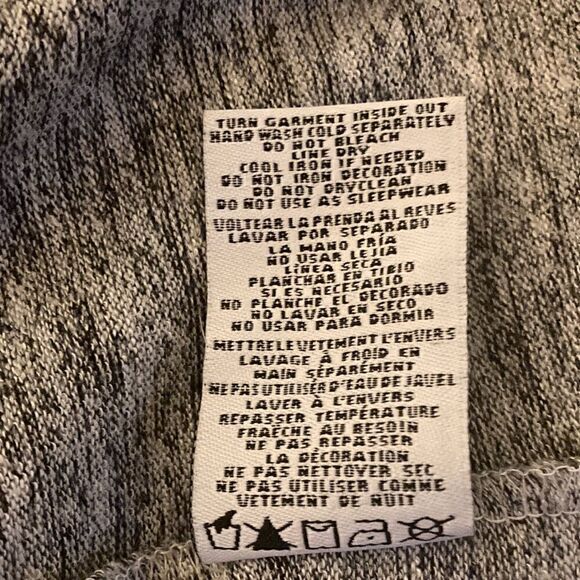 TURN GARMENT INSIDE OUT
HAND WASH COLD SEPARATELY
DO NOT BLEACH
LINE DRY
COOL IRON IF NEEDED
DO NOT IRON DECORATION
DO NOT DRYCLEAN
DO NOT USE AS SLEEPWEAR
VOLTEAR LA PRENDA AL REVES
LAVAR POR SEPARADO
LA MANO FRÍA
NO USAR LEJIA
LÍNEA SECA
PLANCHAR EN TIBIO
SI ES NECESARIO
NO PLANCHE EL DECORADO
NO LAVAR EN SECO
NO USAR PARA DORMIR
METTRE LE VETEMENT L'ENVERS
LAVAGE À FROID EN
MAIN SÉPARÉMENT
NE PAS UTILISER D'EAU DE JAVEL
LAVER À L'ENVERS
REPASSER TEMPÉRATURE
FRAÎCHE AU BESOIN
NE PAS REPASSER
LA DÉCORATION
NE PAS NETTOYER SEC
NE PAS UTILISER COMME
VETEMENT DE NUIT